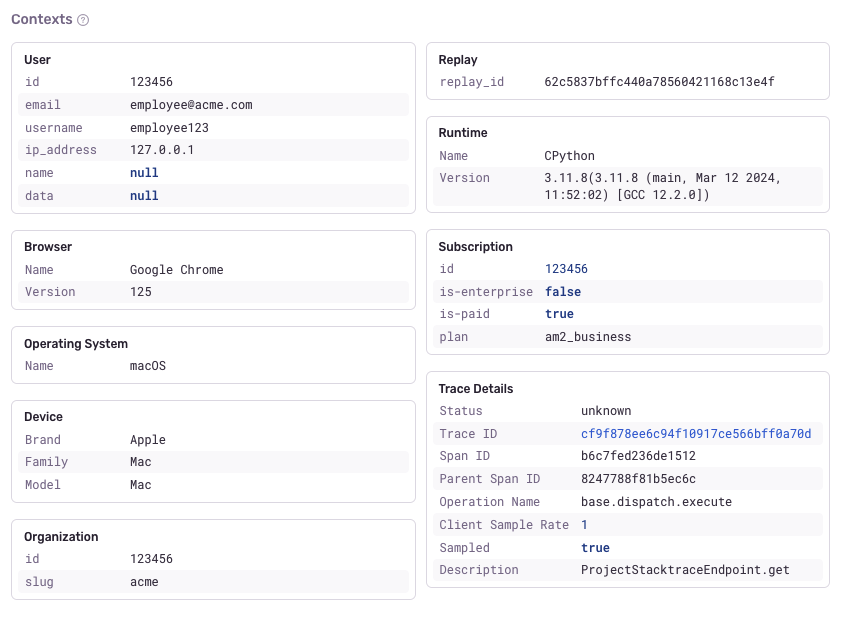 Contexts ?
User
id 123456
email employee@acme.com
username employee123
ip_address 127.0.0.1
name null
data null
Browser
Name Google Chrome
Version 125
Operating System
Name macOS
Device
Brand Apple
Family Mac
Model Mac
Organization
id 123456
slug acme
Replay
replay_id 62c5837bffc440a78560421168c13e4f
Runtime
Name CPython
Version 3.11.8(3.11.8 (main, Mar 12 2024,
11:52:02) [GCC 12.2.0])
Subscription
id 123456
is-enterprise false
is-paid true
plan am2_business
Trace Details
Status unknown
Trace ID cf9f878ee6c94f10917ce566bff0a70d
Span ID b6c7fed236de1512
Parent Span ID 8247788f81b5ec6c
Operation Name base.dispatch.execute
Client Sample Rate 1
Sampled true
Description ProjectStacktraceEndpoint.get